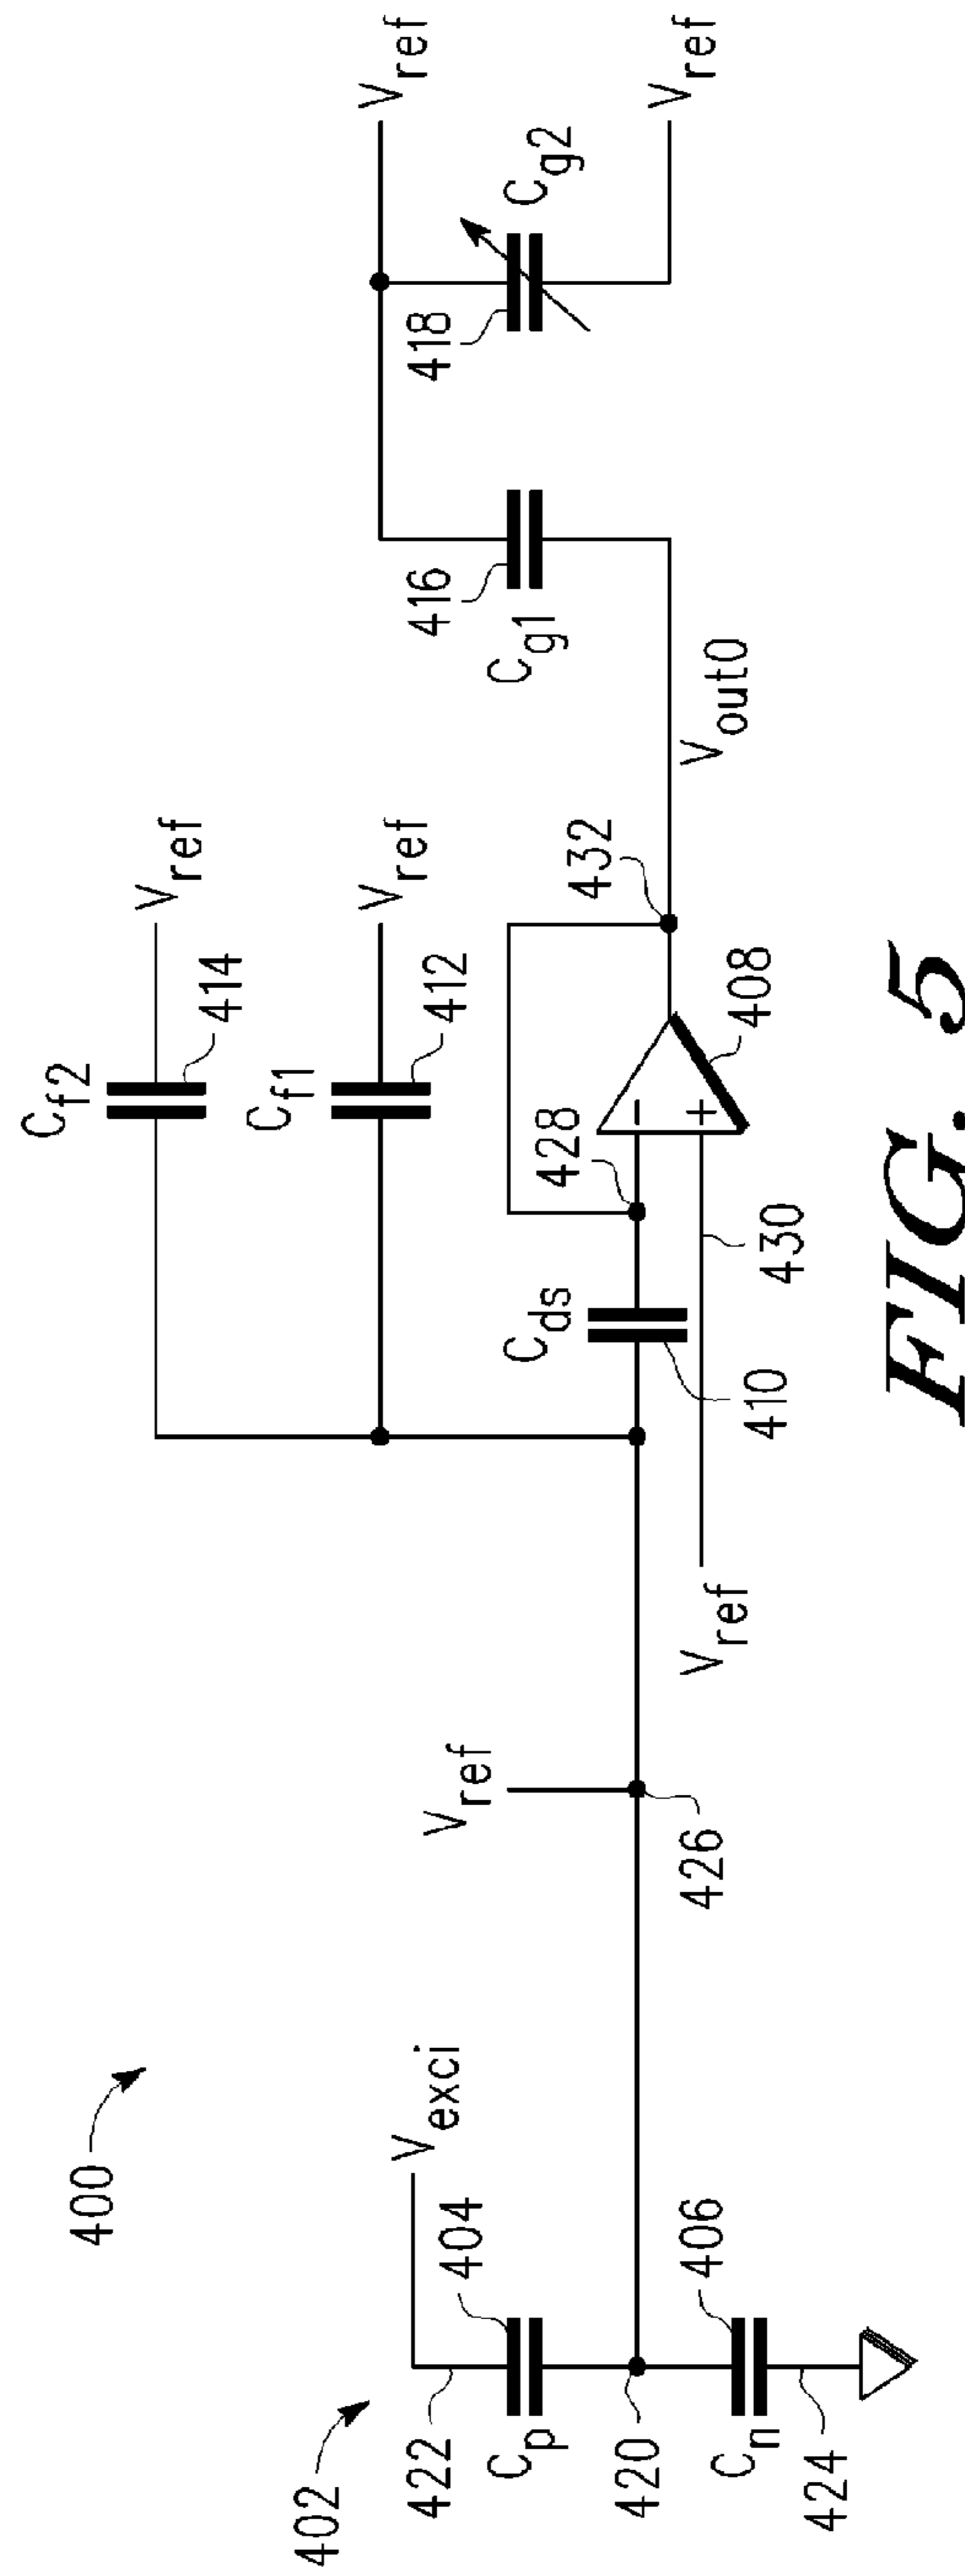 400
402
422
V_exci
404
C_p
420
C_n
406
424
V_ref
426
V_ref
430
C_ds
410
428
408
-
+
432
C_f2
414
V_ref
C_f1
412
V_ref
V_out0
C_g1
416
418
C_g2
V_ref
V_ref
FIG. 5